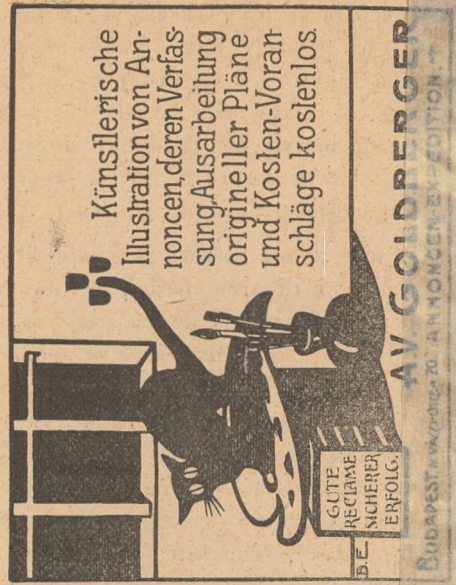 Künstlerische
Illustration von An-
noncen, deren Verfas-
sung, Ausarbeitung
origineller Pläne
und Kosten-Voran-
schläge kostenlos.
GUTE
RECLAME
SICHERER
ERFOLG.
B.E.
AV. GOLDBERGER
BUDAPEST
20. ANNONCEN-EXPEDITION.